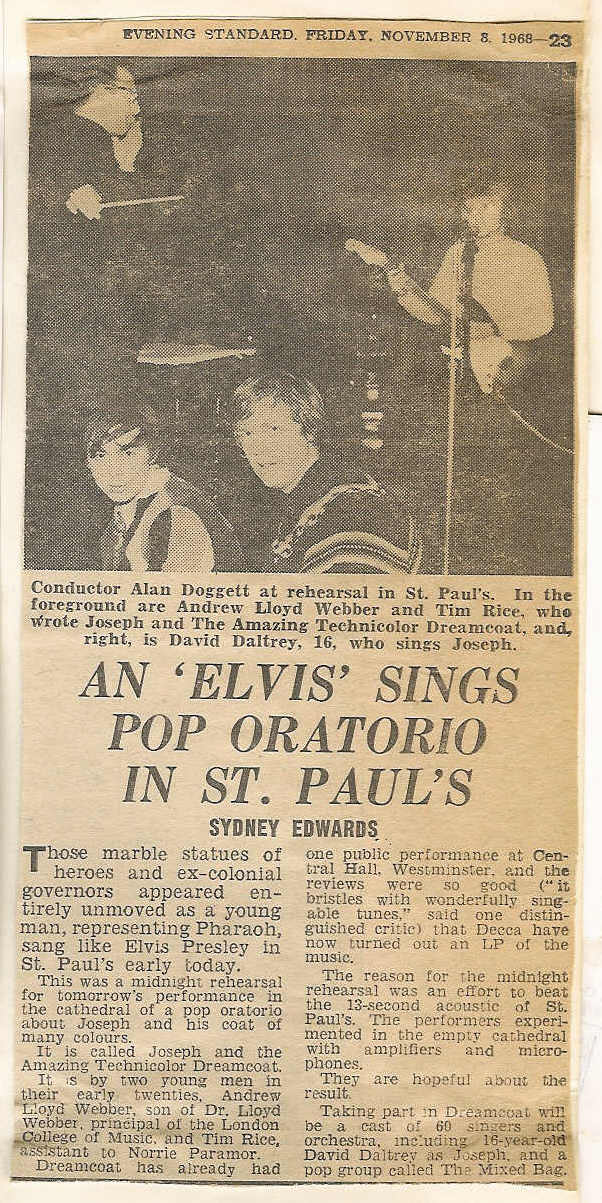 EVENING STANDARD, FRIDAY, NOVEMBER 8, 1968—23
Conductor Alan Doggett at rehearsal in St. Paul's. In the
foreground are Andrew Lloyd Webber and Tim Rice, who
wrote Joseph and The Amazing Technicolor Dreamcoat, and,
right, is David Daltrey, 16, who sings Joseph.
AN 'ELVIS' SINGS
POP ORATORIO
IN ST. PAUL'S
SYDNEY EDWARDS
Those marble statues of
heroes and ex-colonial
governors appeared en-
tirely unmoved as a young
man, representing Pharaoh,
sang like Elvis Presley in
St. Paul's early today.
This was a midnight rehearsal
for tomorrow's performance in
the cathedral of a pop oratorio
about Joseph and his coat of
many colours.
It is called Joseph and the
Amazing Technicolor Dreamcoat.
It is by two young men in
their early twenties, Andrew
Lloyd Webber, son of Dr. Lloyd
Webber, principal of the London
College of Music, and Tim Rice,
assistant to Norrie Paramor.
Dreamcoat has already had
one public performance at Cen-
tral Hall, Westminster, and the
reviews were so good ("it
bristles with wonderfully sing-
able tunes," said one distin-
guished critic) that Decca have
now turned out an LP of the
music.
The reason for the midnight
rehearsal was an effort to beat
the 13-second acoustic of St.
Paul's. The performers experi-
mented in the empty cathedral
with amplifiers and micro-
phones.
They are hopeful about the
result.
Taking part in Dreamcoat will
be a cast of 60 singers and
orchestra, including 16-year-old
David Daltrey as Joseph, and a
pop group called The Mixed Bag.